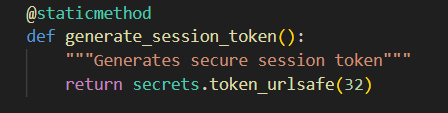 @staticmethod
def generate_session_token():
    """Generates secure session token"""
    return secrets.token_urlsafe(32)